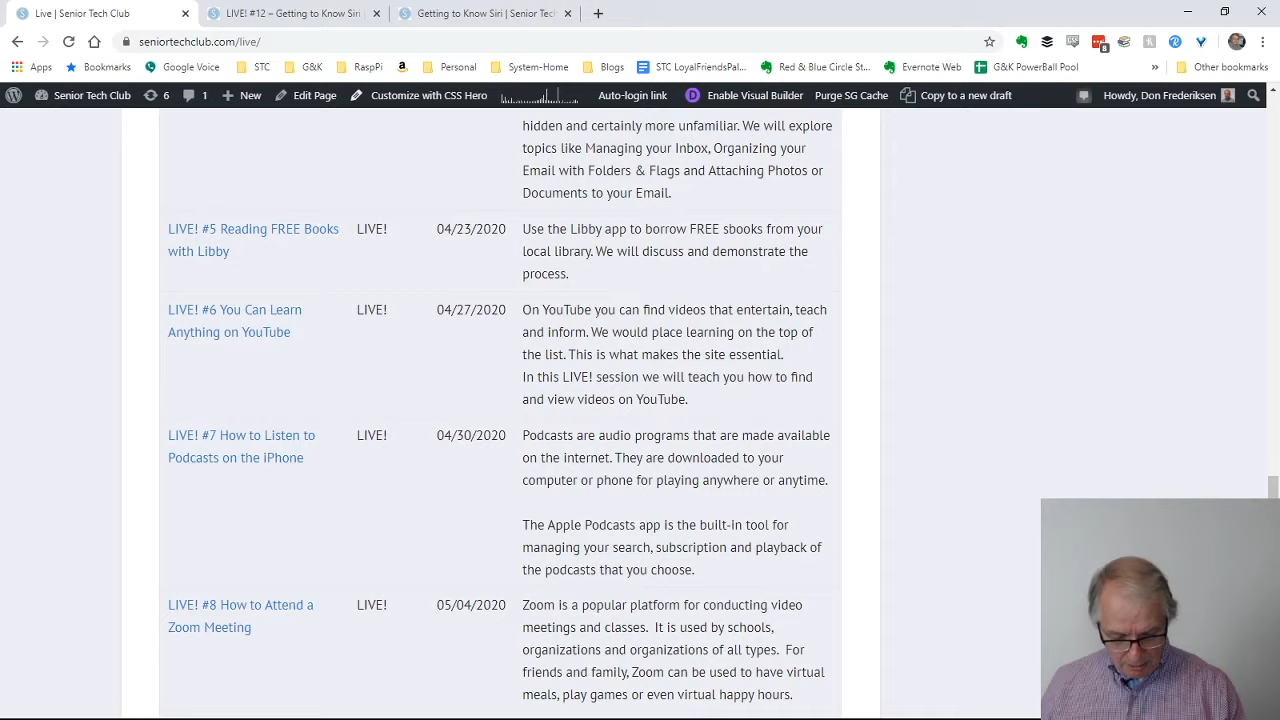 Live | Senior Tech Club
LIVE! #12 – Getting to Know Siri
Getting to Know Siri | Senior Tech
seniortechclub.com/live/
Apps
Bookmarks
Google Voice
STC
G&K
RaspPi
Personal
System-Home
Blogs
STC LoyalFriendsPal...
Red & Blue Circle St...
Evernote Web
G&K PowerBall Pool
Other bookmarks
Senior Tech Club
6
1
New
Edit Page
Customize with CSS Hero
Auto-login link
Enable Visual Builder
Purge SG Cache
Copy to a new draft
Howdy, Don Frederiksen
hidden and certainly more unfamiliar. We will explore
topics like Managing your Inbox, Organizing your
Email with Folders & Flags and Attaching Photos or
Documents to your Email.
LIVE! #5 Reading FREE Books
with Libby
LIVE!
04/23/2020
Use the Libby app to borrow FREE sbooks from your
local library. We will discuss and demonstrate the
process.
LIVE! #6 You Can Learn
Anything on YouTube
LIVE!
04/27/2020
On YouTube you can find videos that entertain, teach
and inform. We would place learning on the top of
the list. This is what makes the site essential.
In this LIVE! session we will teach you how to find
and view videos on YouTube.
LIVE! #7 How to Listen to
Podcasts on the iPhone
LIVE!
04/30/2020
Podcasts are audio programs that are made available
on the internet. They are downloaded to your
computer or phone for playing anywhere or anytime.
The Apple Podcasts app is the built-in tool for
managing your search, subscription and playback of
the podcasts that you choose.
LIVE! #8 How to Attend a
Zoom Meeting
LIVE!
05/04/2020
Zoom is a popular platform for conducting video
meetings and classes. It is used by schools,
organizations and organizations of all types. For
friends and family, Zoom can be used to have virtual
meals, play games or even virtual happy hours.